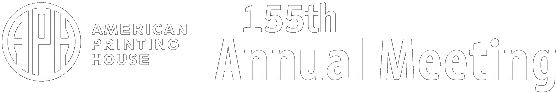 APH
AMERICAN
PRINTING
HOUSE
155th
Annual Meeting